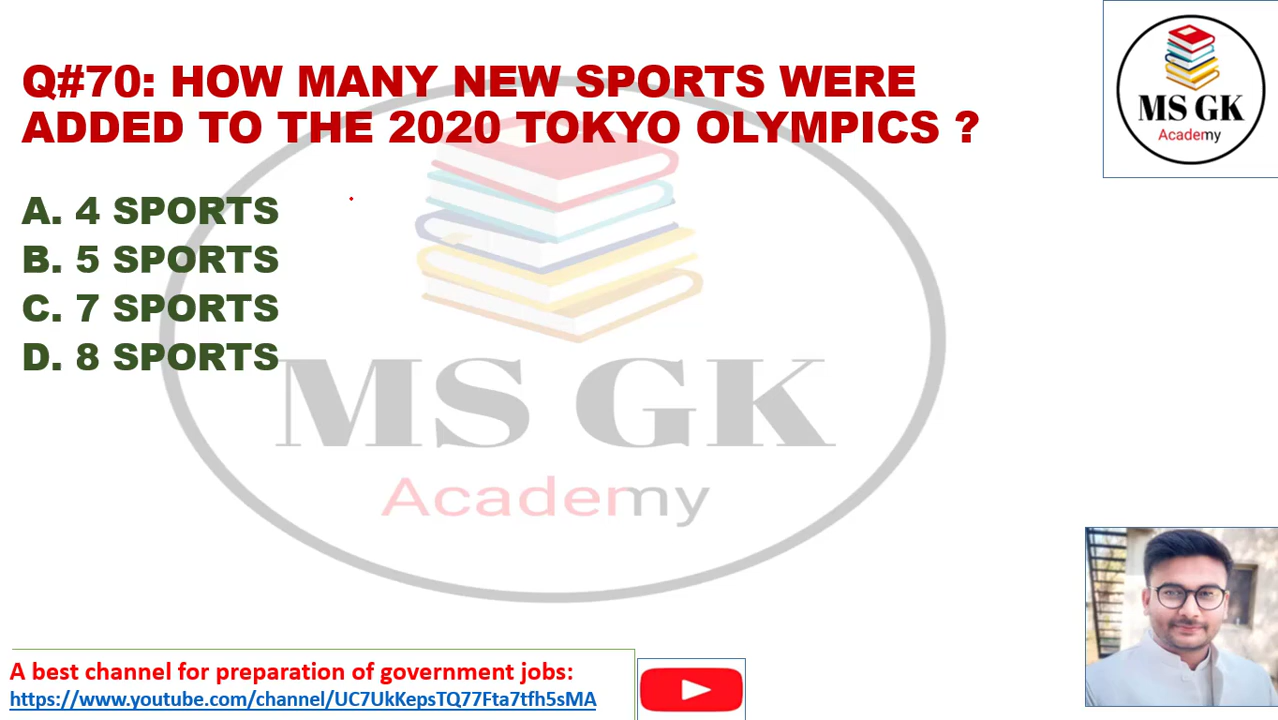 Q#70: HOW MANY NEW SPORTS WERE
ADDED TO THE 2020 TOKYO OLYMPICS ?
A. 4 SPORTS
B. 5 SPORTS
C. 7 SPORTS
D. 8 SPORTS
MS GK
Academy
MS GK
Academy
A best channel for preparation of government jobs:
https://www.youtube.com/channel/UC7UkKepsTQ77Fta7tfh5sMA